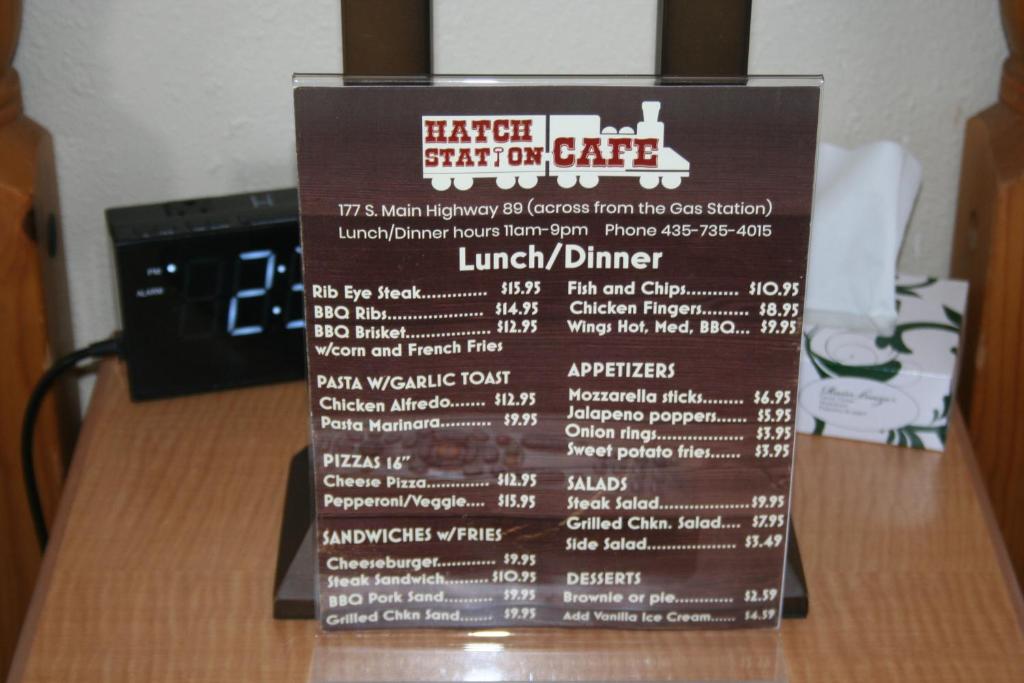 HATCH
STATION CAFE
177 S. Main Highway 89 (across from the Gas Station)
Lunch/Dinner hours 11am-9pm Phone 435-735-4015
Lunch/Dinner
Rib Eye Steak............. $15.95
BBQ Ribs................... $14.95
BBQ Brisket................ $12.95
w/corn and French Fries
PASTA W/GARLIC TOAST
Chicken Alfredo....... $12.95
Pasta Marinara.......... $9.95
PIZZAS 16"
Cheese Pizza............. $12.95
Pepperoni/Veggie.... $15.95
SANDWICHES w/FRIES
Cheeseburger........... $9.95
Steak Sandwich......... $10.95
BBQ Pork Sand.......... $9.95
Grilled Chkn Sand....... $9.95
Fish and Chips.......... $10.95
Chicken Fingers......... $8.95
Wings Hot, Med, BBQ... $9.95
APPETIZERS
Mozzarella sticks........ $6.95
Jalapeno poppers...... $5.95
Onion rings.................. $3.95
Sweet potato fries...... $3.95
SALADS
Steak Salad.................. $9.95
Grilled Chkn. Salad.... $7.95
Side Salad.................. $3.49
DESSERTS
Brownie or pie............ $2.59
Add Vanilla Ice Cream...... $4.59
PM
ALARM
2: